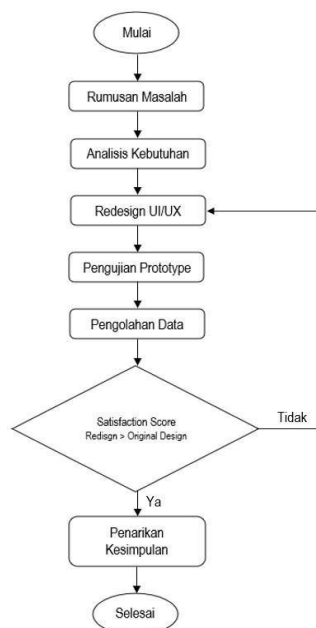 Mulai
Rumusan Masalah
Analisis Kebutuhan
Redesign UI/UX
Pengujian Prototype
Pengolahan Data
Satisfaction Score
Redisgn > Original Design
Tidak
Ya
Penarikan
Kesimpulan
Selesai